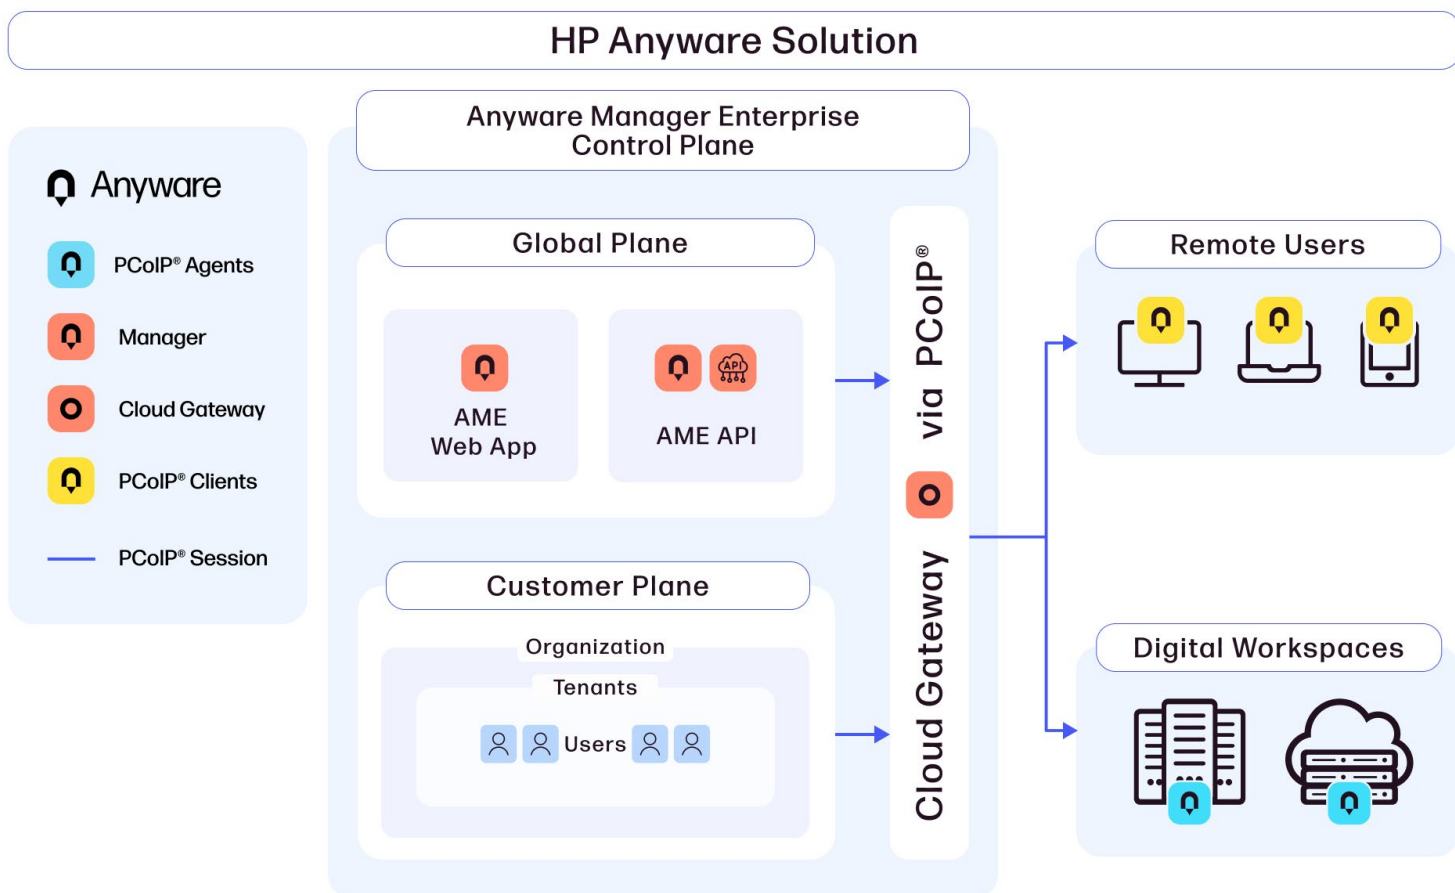 HP Anyware Solution
Anyware Manager Enterprise
Control Plane
Anyware
PCoIP® Agents
Manager
Cloud Gateway
PCoIP® Clients
PCoIP® Session
Global Plane
AME
Web App
API
AME API
Customer Plane
Organization
Tenants
Users
Cloud Gateway via PCoIP®
Remote Users
Digital Workspaces